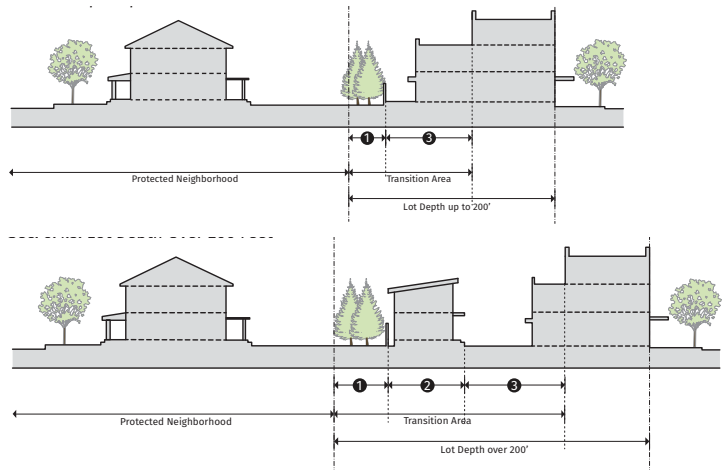 1
3
Protected Neighborhood
Transition Area
Lot Depth up to 200'
1
2
3
Protected Neighborhood
Transition Area
Lot Depth over 200'